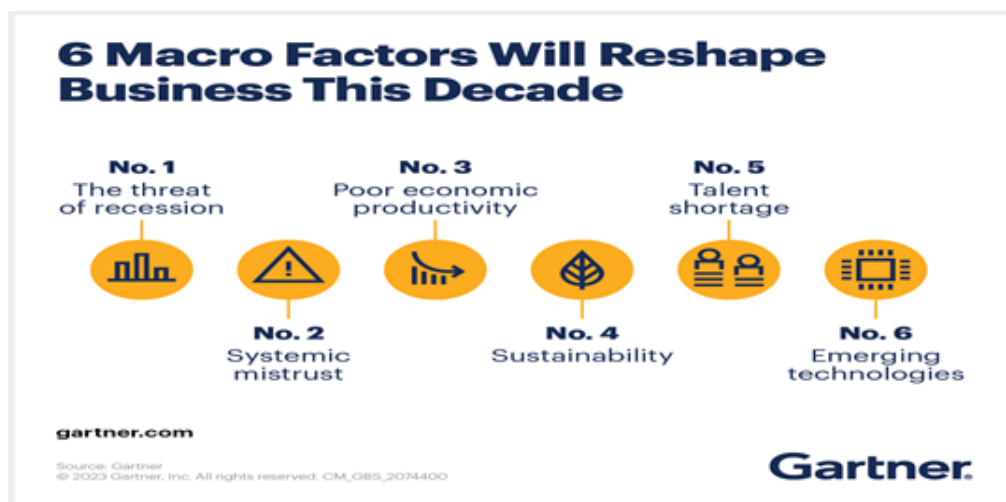 6 Macro Factors Will Reshape
Business This Decade
No. 1
The threat
of recession
No. 2
Systemic
mistrust
No. 3
Poor economic
productivity
No. 4
Sustainability
No. 5
Talent
shortage
No. 6
Emerging
technologies
gartner.com
Source: Gartner
© 2023 Gartner, Inc. All rights reserved. CM_GBS_2074400
Gartner.